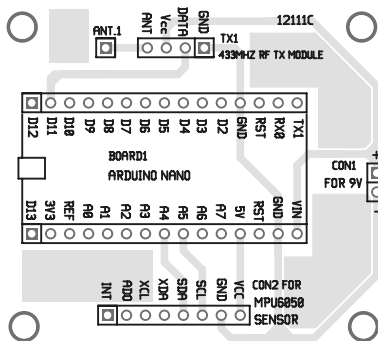 12111C
ANT.1
ANT Vcc DATA GND
TX1
433MHZ RF TX MODULE
D12 D11 D10 D9 D8 D7 D6 D5 D4 D3 D2 GND RST RX0 TX1
BOARD1
ARDUINO NANO
CON1
FOR 9V
+
-
D13 3V3 REF A0 A1 A2 A3 A4 A5 A6 A7 5V RST GND VIN
INT ADO XCL XDA SDA SCL GND VCC
CON2 FOR
MPU6050
SENSOR